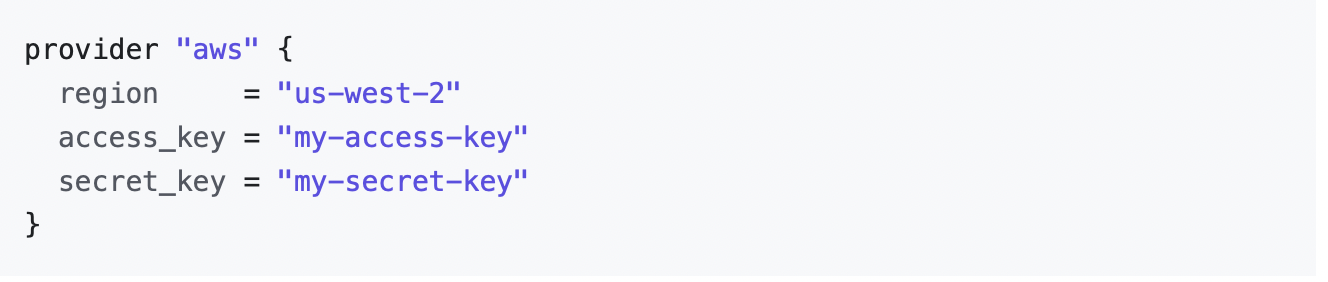 provider "aws" {
  region     = "us-west-2"
  access_key = "my-access-key"
  secret_key = "my-secret-key"
}